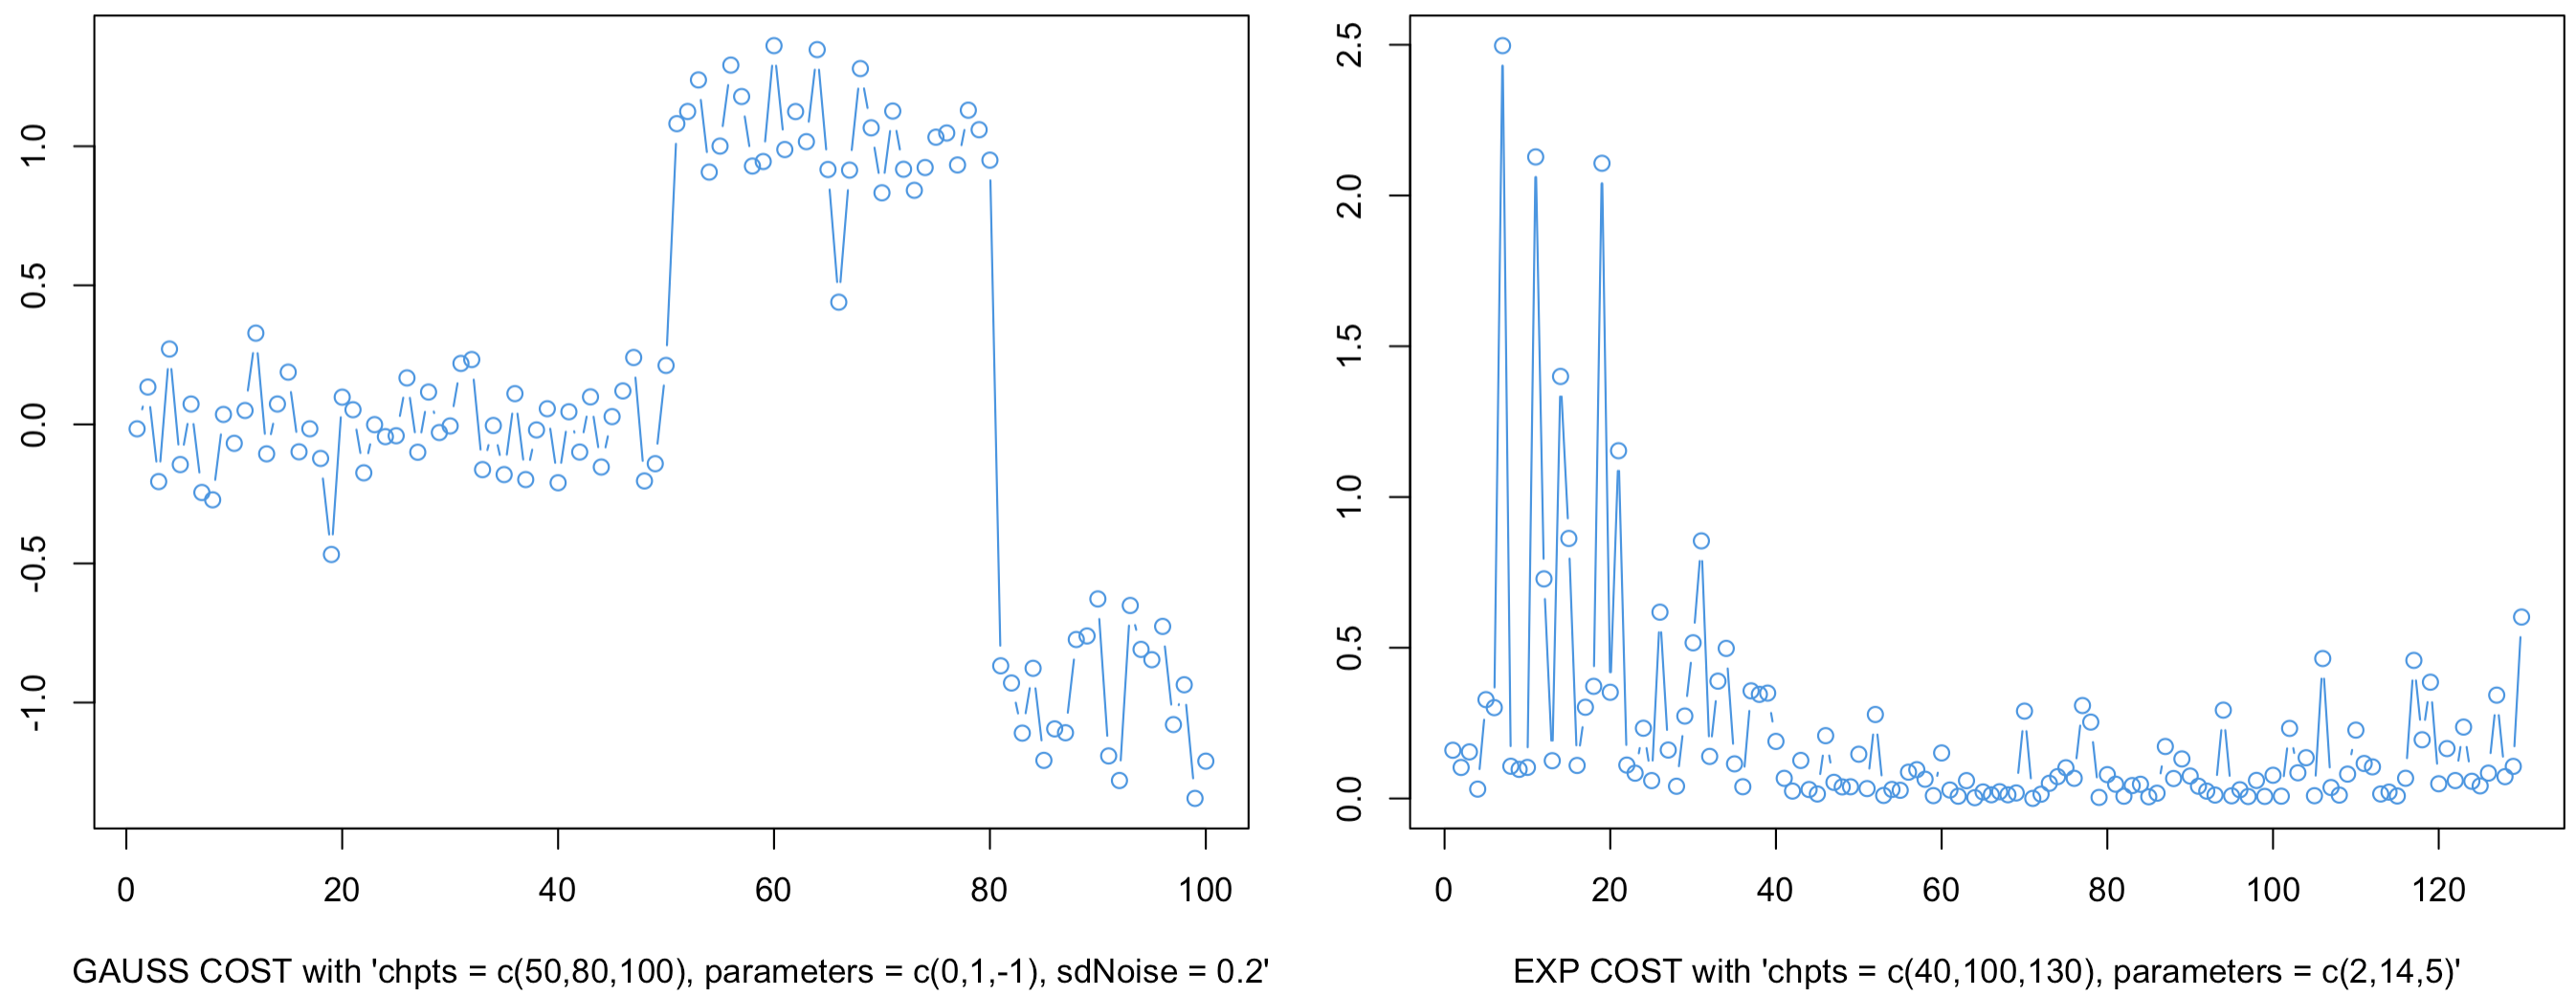 1.0
0.5
0.0
-0.5
-1.0
0 20 40 60 80 100
GAUSS COST with 'chpts = c(50,80,100), parameters = c(0,1,-1), sdNoise = 0.2'
2.5
2.0
1.5
1.0
0.5
0.0
0 20 40 60 80 100 120
EXP COST with 'chpts = c(40,100,130), parameters = c(2,14,5)'